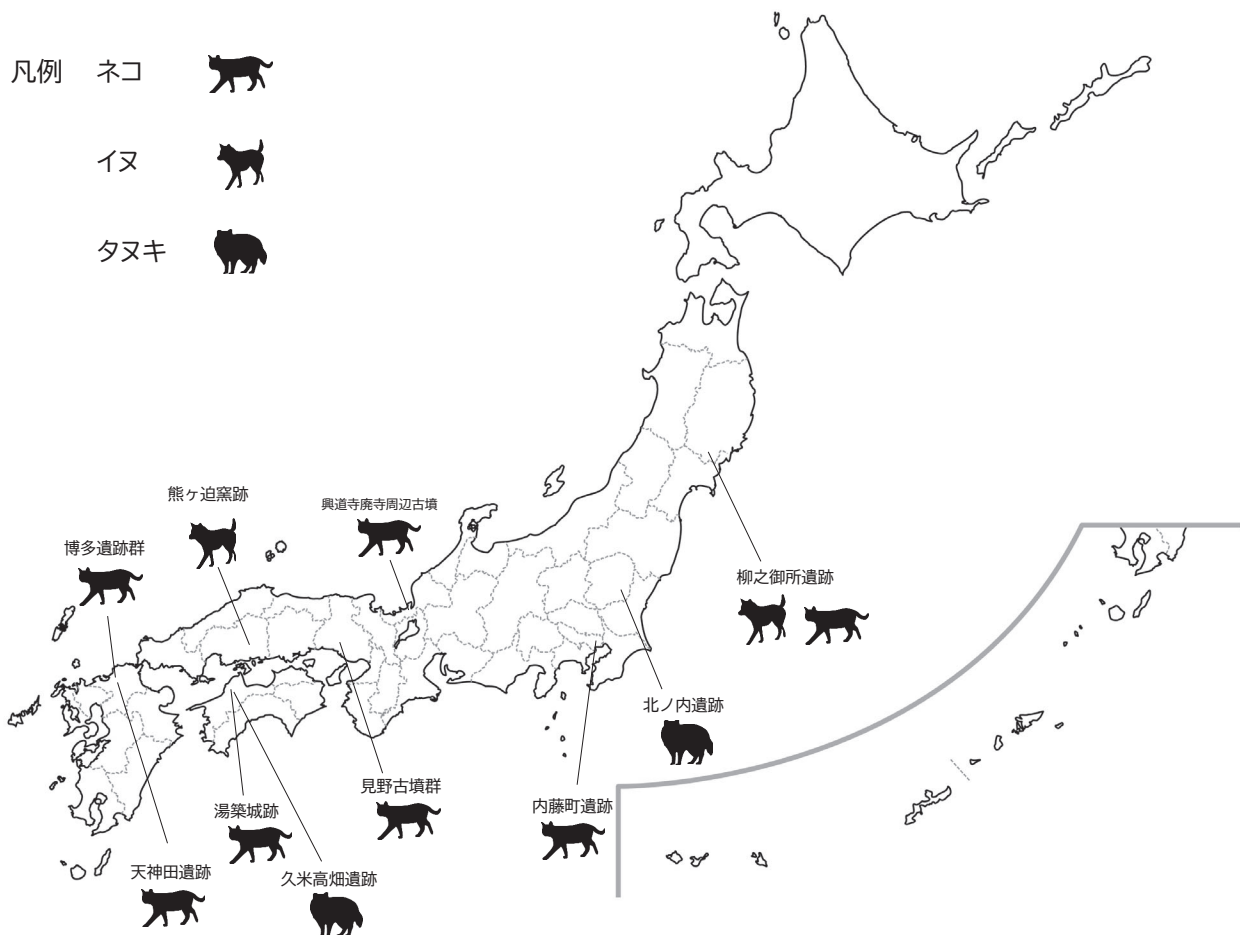 凡例 ネコ
イヌ
タヌキ
熊ヶ迫窯跡
興道寺廃寺周辺古墳
博多遺跡群
柳之御所遺跡
北ノ内遺跡
見野古墳群
内藤町遺跡
湯築城跡
天神田遺跡
久米高畑遺跡